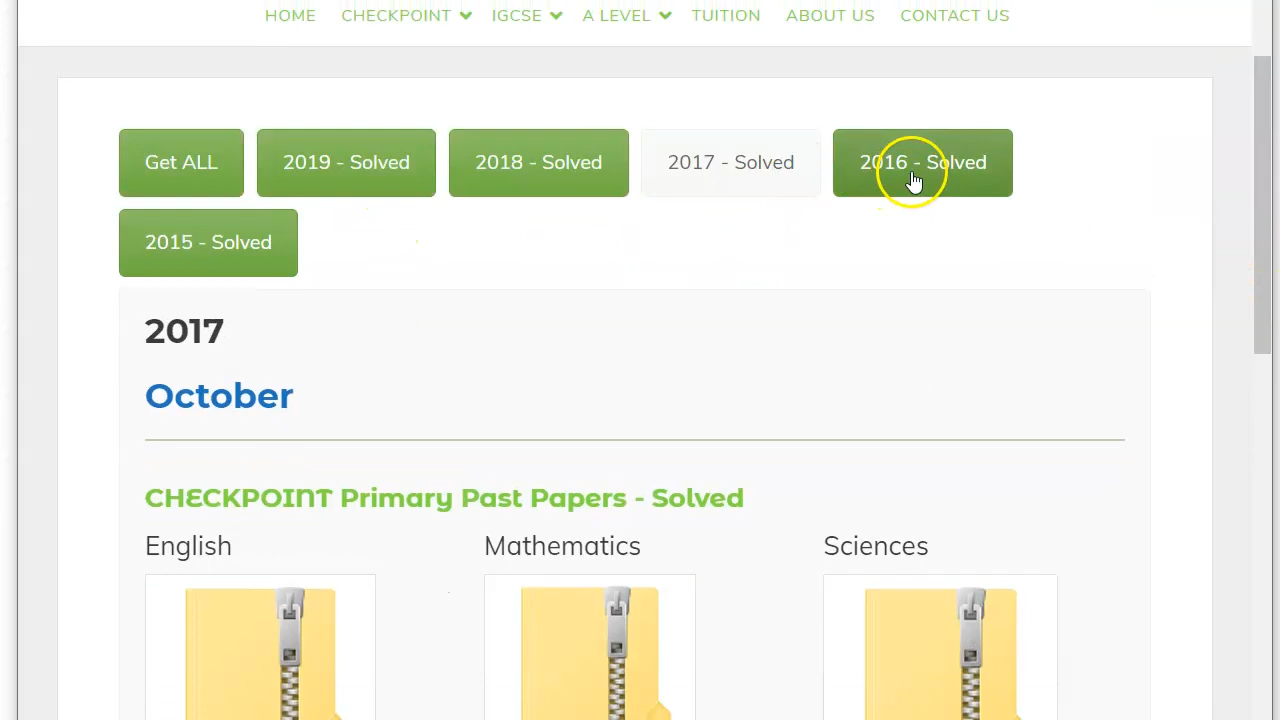 HOME CHECKPOINT IGCSE A LEVEL TUITION ABOUT US CONTACT US
Get ALL 2019 - Solved 2018 - Solved 2017 - Solved 2016 - Solved
2015 - Solved
2017
October
CHECKPOINT Primary Past Papers - Solved
English Mathematics Sciences